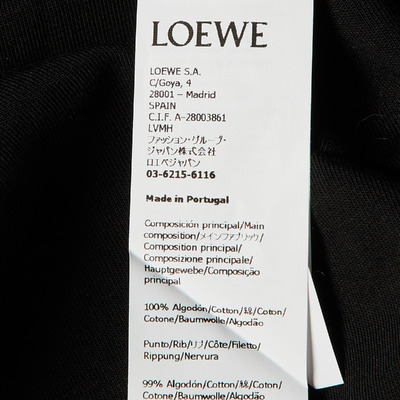 LOEWE
LOEWE S.A.
C/Goya, 4
28001 – Madrid
SPAIN
C.I.F. A-28003861
LVMH
ファッション・グループ・
ジャパン株式会社
ロエベジャパン
03-6215-6116
Made in Portugal
Composición principal/Main
composition/メインファブリック/
Composition principal/
Composizione principale/
Hauptgewebe/Composição
principal
100% Algodón/Cotton/綿/Coton/
Cotone/Baumwolle/Algodão
Punto/Rib/リブ/Côte/Filetto/
Rippung/Nervura
99% Algodón/Cotton/綿/Coton/
Cotone/Baumwolle/Algodão